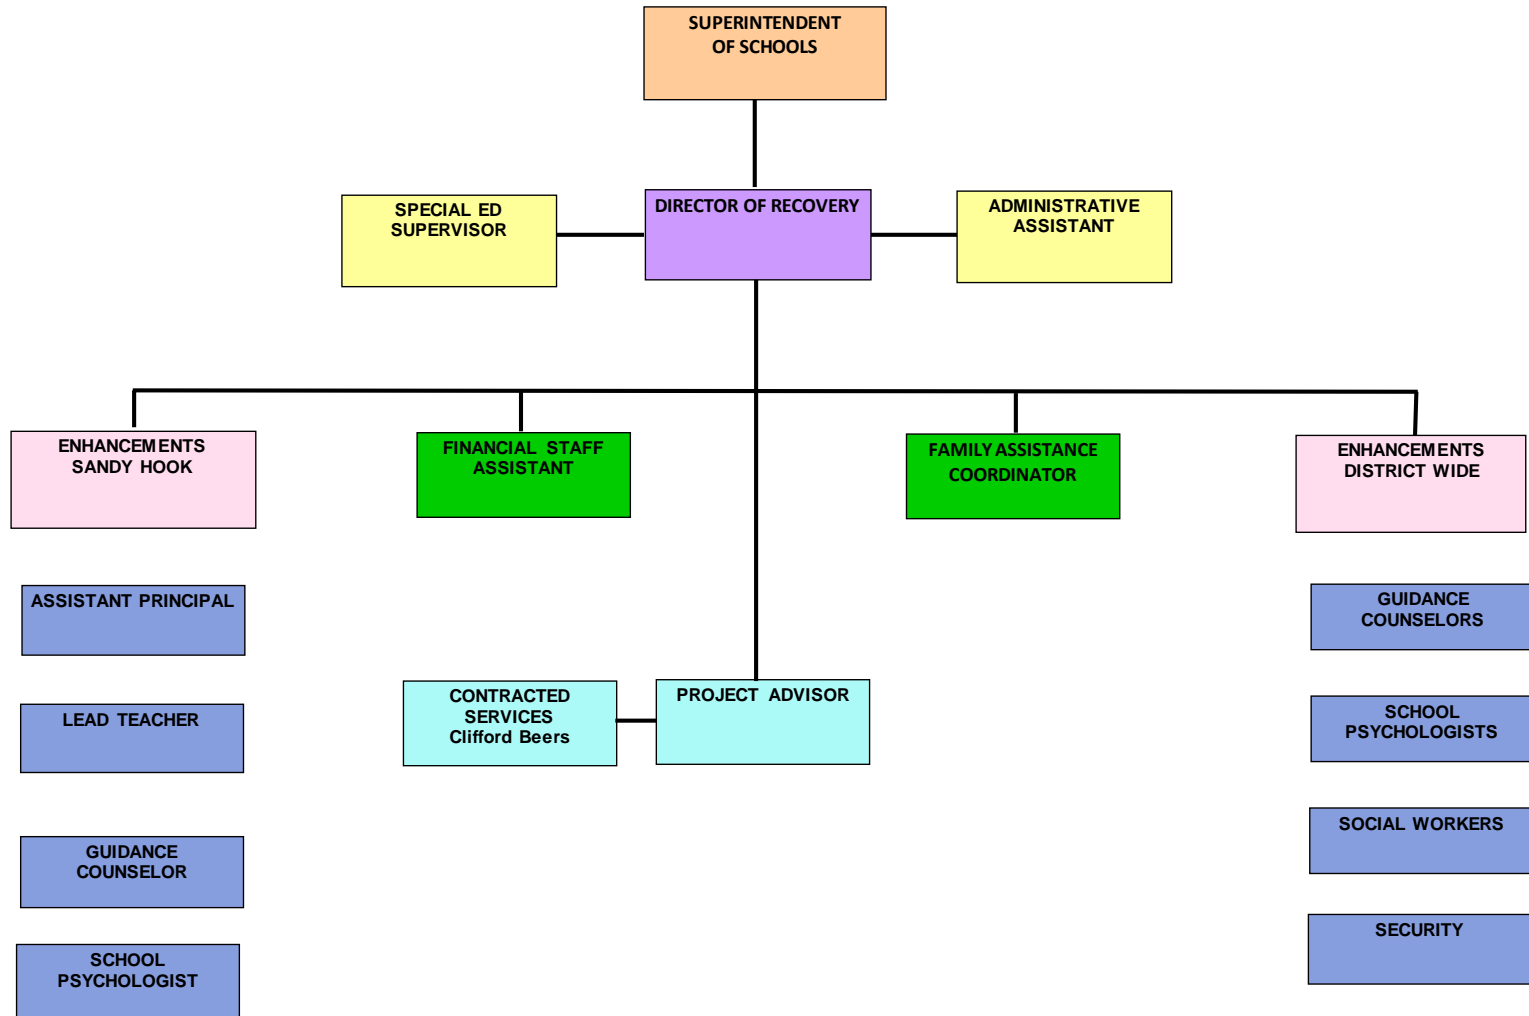 SUPERINTENDENT
OF SCHOOLS
SPECIAL ED
SUPERVISOR
DIRECTOR OF RECOVERY
ADMINISTRATIVE
ASSISTANT
ENHANCEMENTS
SANDY HOOK
FINANCIAL STAFF
ASSISTANT
FAMILY ASSISTANCE
COORDINATOR
ENHANCEMENTS
DISTRICT WIDE
ASSISTANT PRINCIPAL
GUIDANCE
COUNSELORS
CONTRACTED
SERVICES
Clifford Beers
PROJECT ADVISOR
LEAD TEACHER
SCHOOL
PSYCHOLOGISTS
GUIDANCE
COUNSELOR
SOCIAL WORKERS
SCHOOL
PSYCHOLOGIST
SECURITY